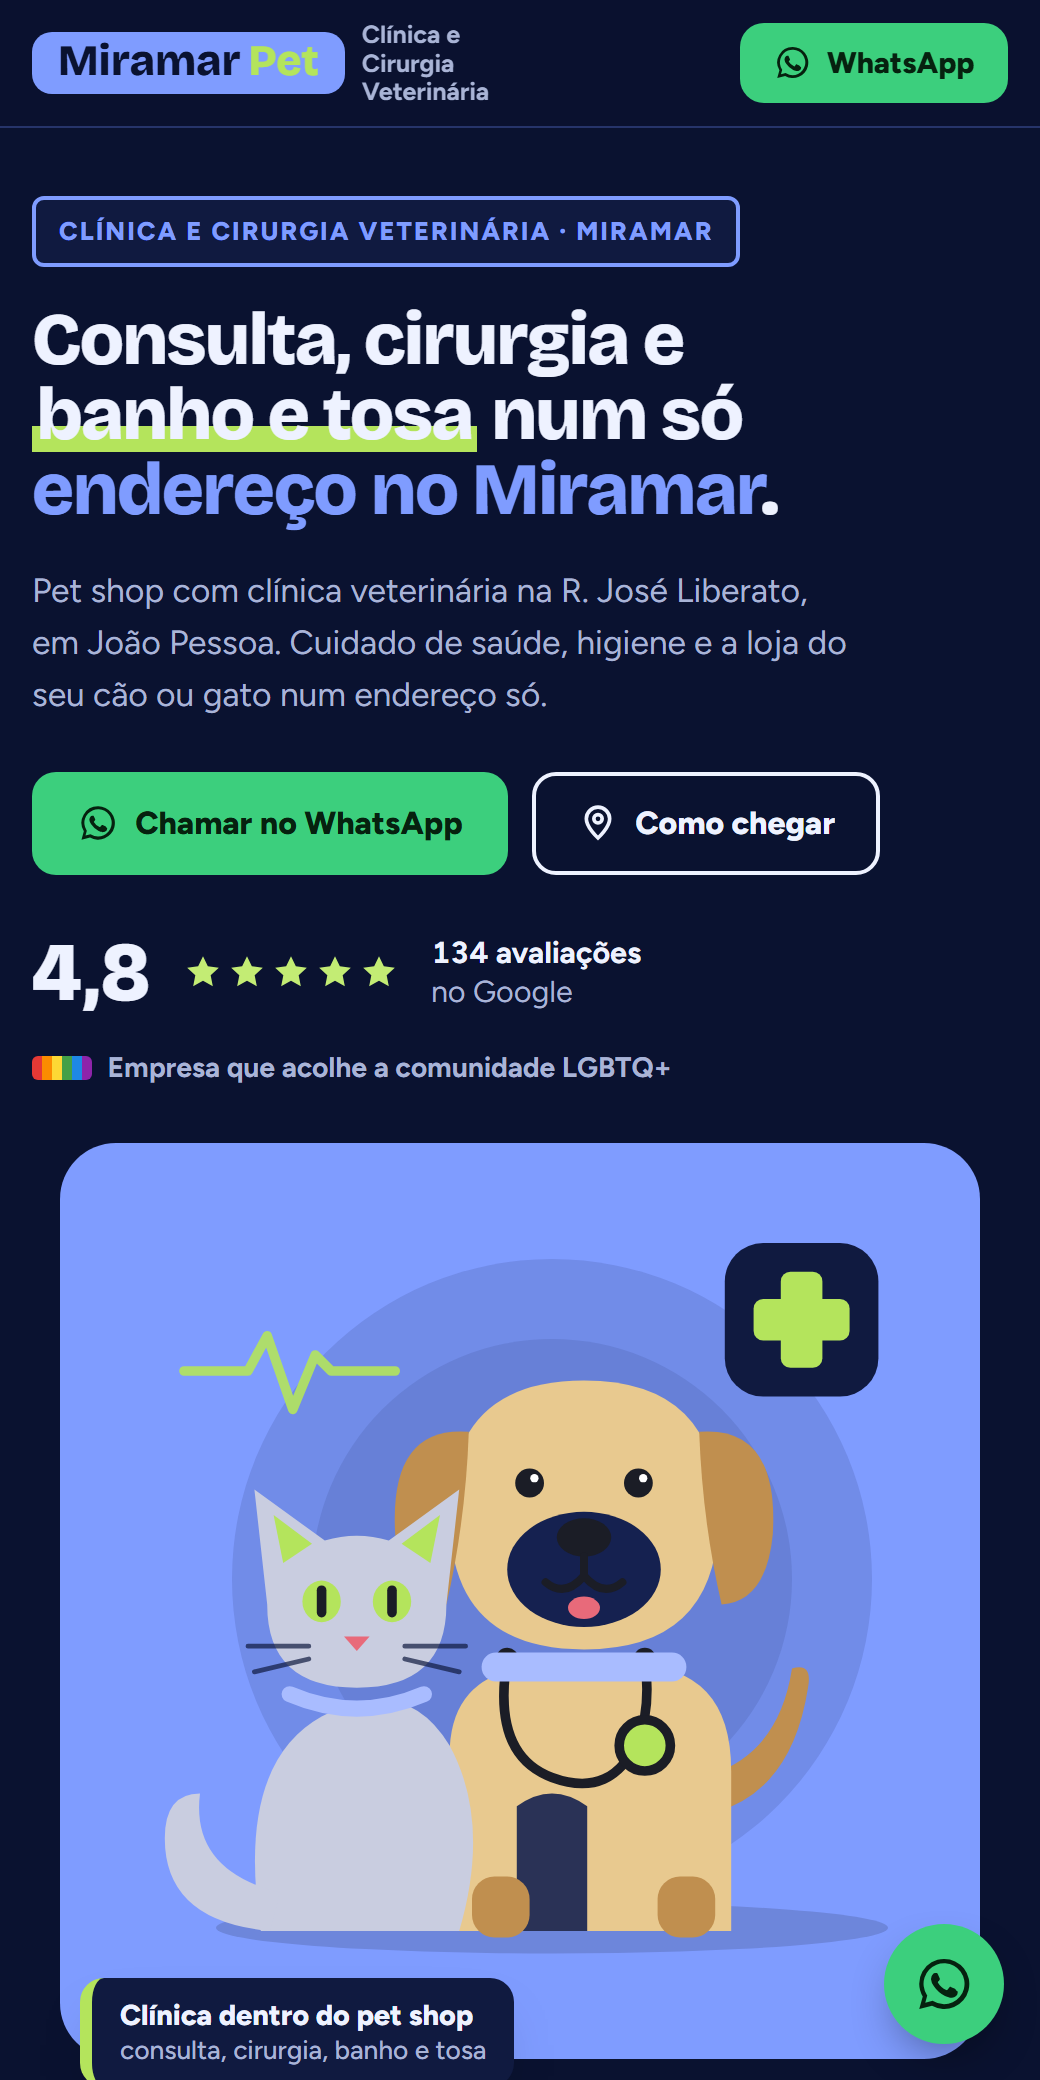 Miramar Pet
Clínica e
Cirurgia
Veterinária
WhatsApp
CLÍNICA E CIRURGIA VETERINÁRIA · MIRAMAR
Consulta, cirurgia e
banho e tosa num só
endereço no Miramar.
Pet shop com clínica veterinária na R. José Liberato,
em João Pessoa. Cuidado de saúde, higiene e a loja do
seu cão ou gato num endereço só.
Chamar no WhatsApp
Como chegar
4,8
134 avaliações
no Google
Empresa que acolhe a comunidade LGBTQ+
Clínica dentro do pet shop
consulta, cirurgia, banho e tosa